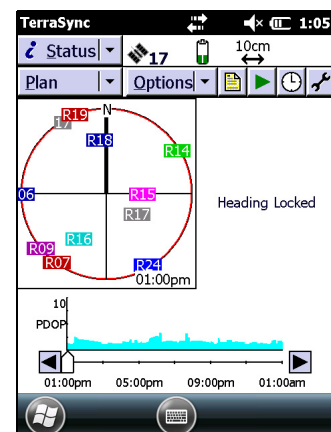 TerraSync 1:05
Status 17 10cm
Plan Options
N
R19
17
R18
R14
06 R15
R17
R16
R09
R07 R24
01:00pm
Heading Locked
10
PDOP
01:00pm 05:00pm 09:00pm 01:00am